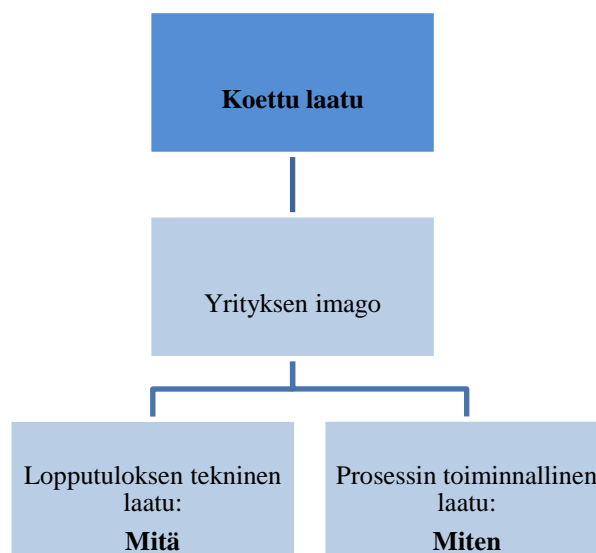 Koettu laatu
Yrityksen imago
Lopputuloksen tekninen
laatu:
Mitä
Prosessin toiminnallinen
laatu:
Miten